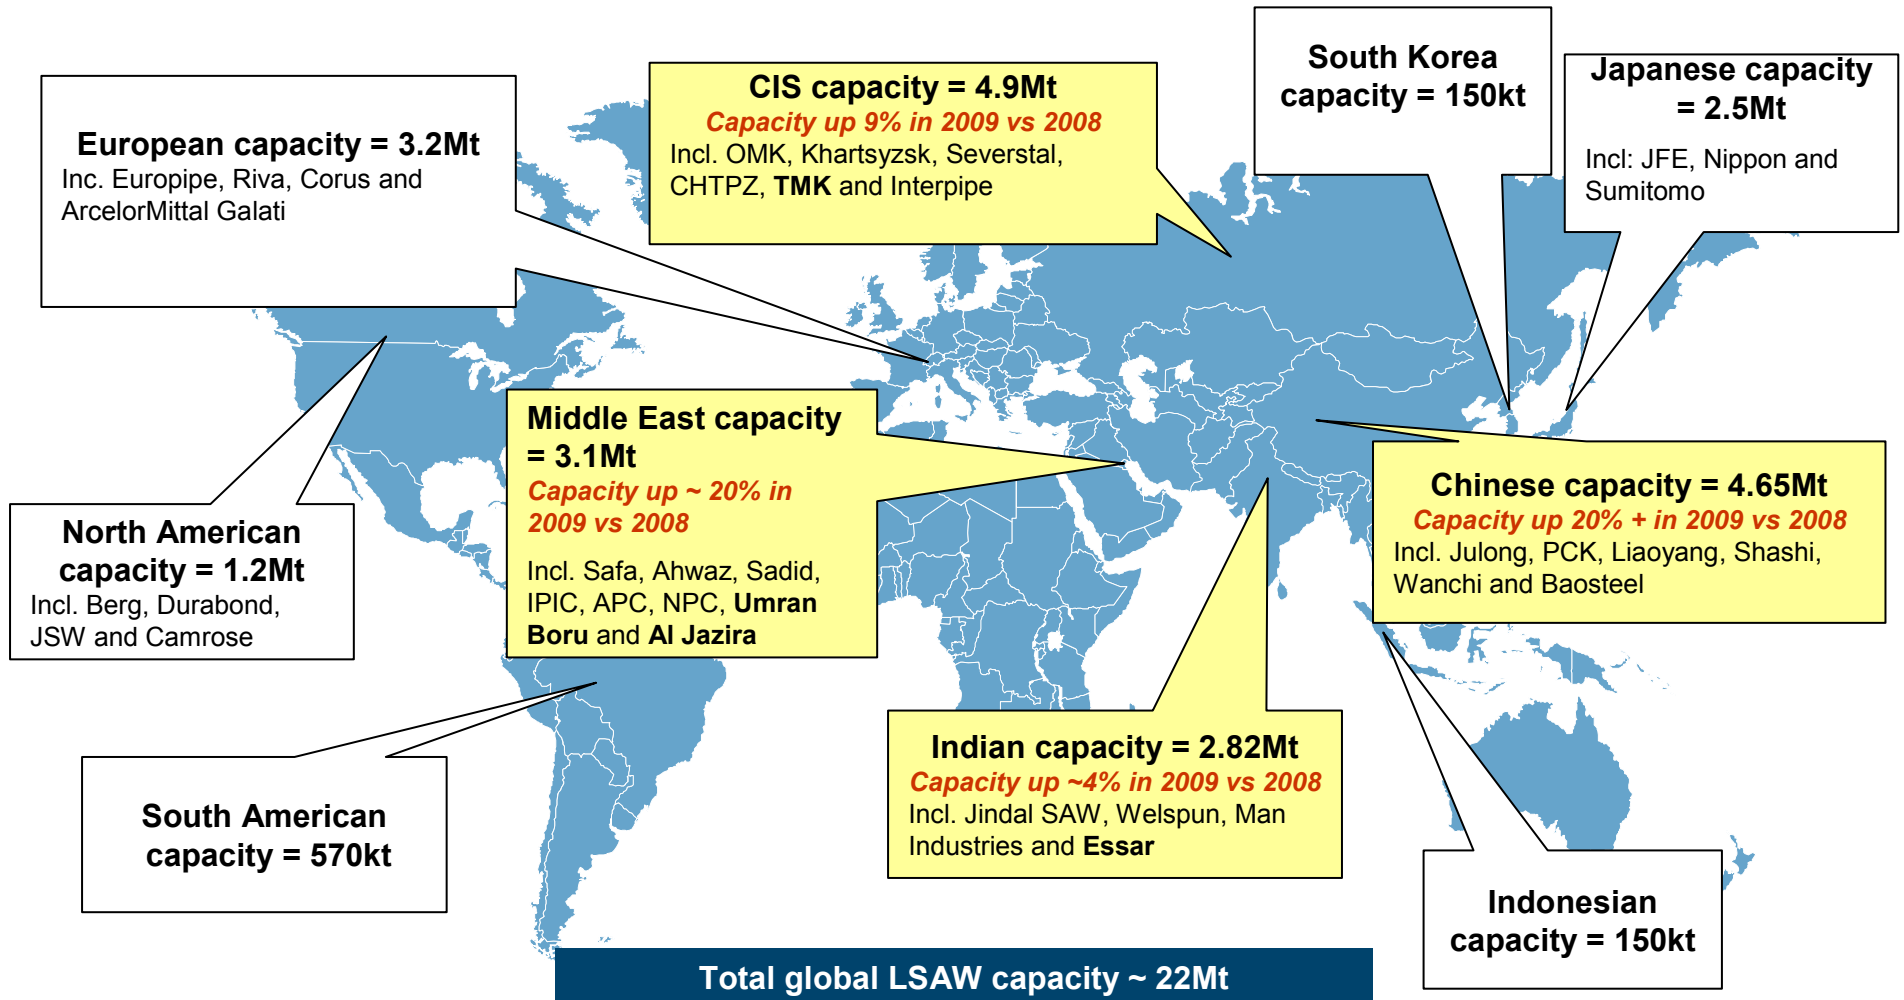 South Korea
capacity = 150kt
Japanese capacity
= 2.5Mt
Incl: JFE, Nippon and
Sumitomo
CIS capacity = 4.9Mt
Capacity up 9% in 2009 vs 2008
Incl. OMK, Khartsyzsk, Severstal,
CHTPZ, TMK and Interpipe
European capacity = 3.2Mt
Inc. Europipe, Riva, Corus and
ArcelorMittal Galati
Middle East capacity
= 3.1Mt
Capacity up ~ 20% in
2009 vs 2008
Incl. Safa, Ahwaz, Sadid,
IPIC, APC, NPC, Umran
Boru and Al Jazira
Chinese capacity = 4.65Mt
Capacity up 20% + in 2009 vs 2008
Incl. Julong, PCK, Liaoyang, Shashi,
Wanchi and Baosteel
North American
capacity = 1.2Mt
Incl. Berg, Durabond,
JSW and Camrose
Indian capacity = 2.82Mt
Capacity up ~4% in 2009 vs 2008
Incl. Jindal SAW, Welspun, Man
Industries and Essar
South American
capacity = 570kt
Indonesian
capacity = 150kt
Total global LSAW capacity ~ 22Mt